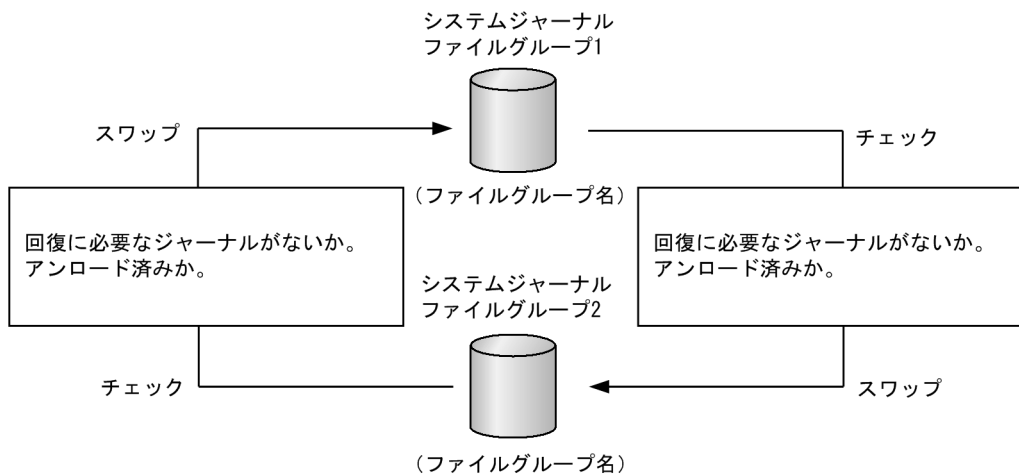 システムジャーナル
ファイルグループ1
スワップ
チェック
（ファイルグループ名）
回復に必要なジャーナルがないか。
アンロード済みか。
回復に必要なジャーナルがないか。
アンロード済みか。
システムジャーナル
ファイルグループ2
チェック
スワップ
（ファイルグループ名）